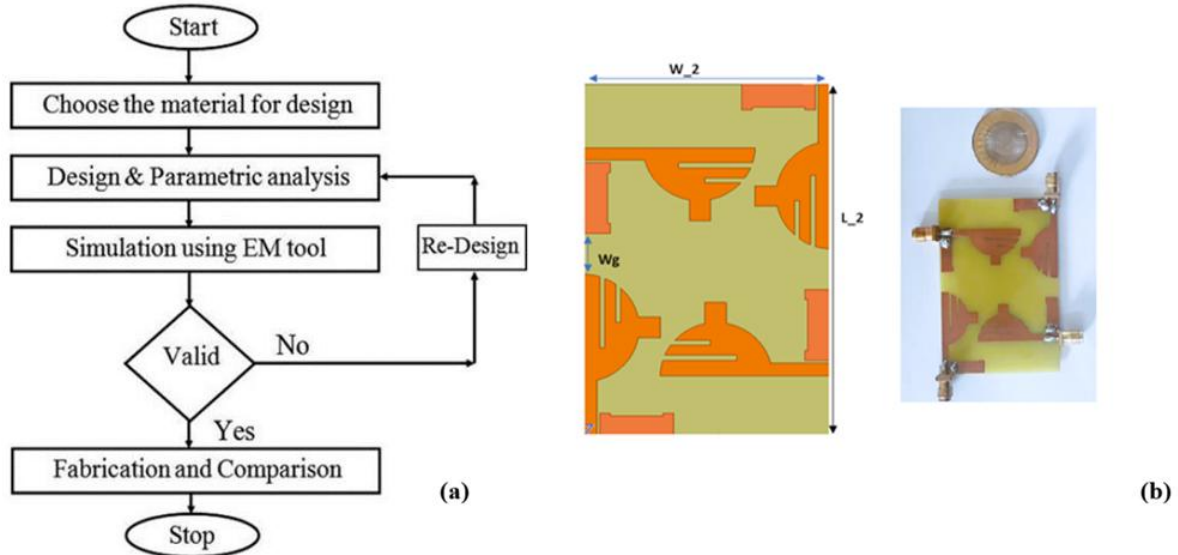 Start
Choose the material for design
Design & Parametric analysis
Simulation using EM tool
Re-Design
Valid
No
Yes
Fabrication and Comparison
Stop
(a)
W_2
L_2
Wg
(b)